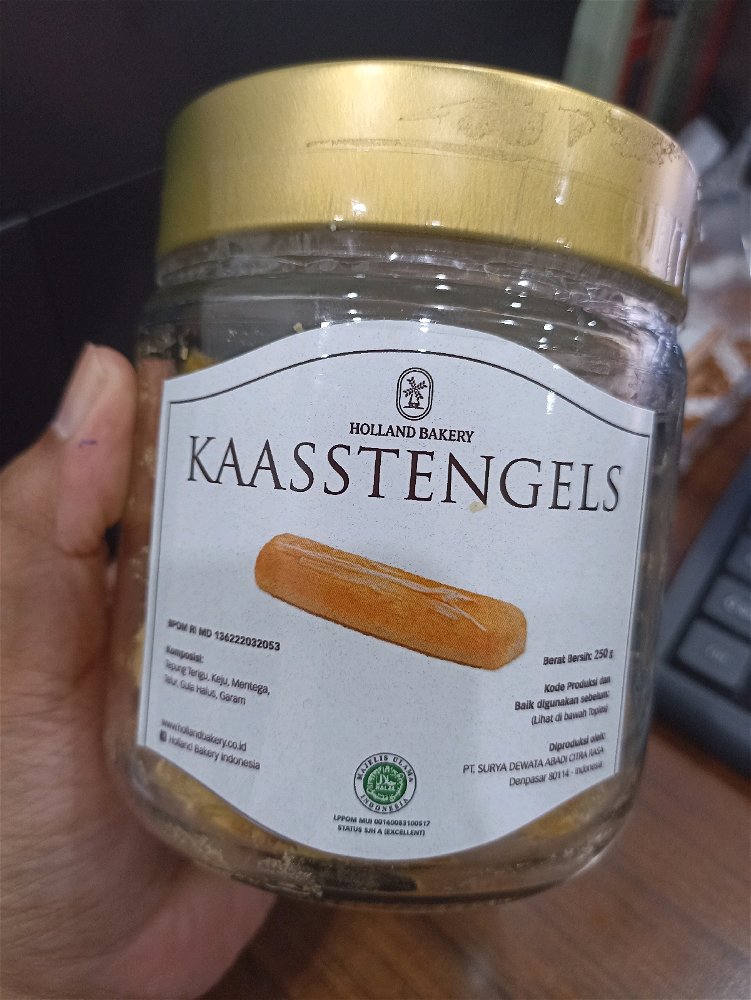 HOLLAND BAKERY
KAASSTENGELS
BPOM RI MD 136222032053
Komposisi:
Tepung Terigu, Keju, Mentega,
Telur, Gula Halus, Garam
www.hollandbakery.co.id
Holland Bakery Indonesia
Berat Bersih: 250 g
Kode Produksi dan
Baik digunakan sebelum:
(Lihat di bawah Toples)
Diproduksi oleh:
PT. SURYA DEWATA ABADI CITRA RASA
Denpasar 80114 - Indonesia
MAJELIS ULAMA
HALAL
INDONESIA
LPPOM MUI 00160083100517
STATUS SJH A (EXCELLENT)